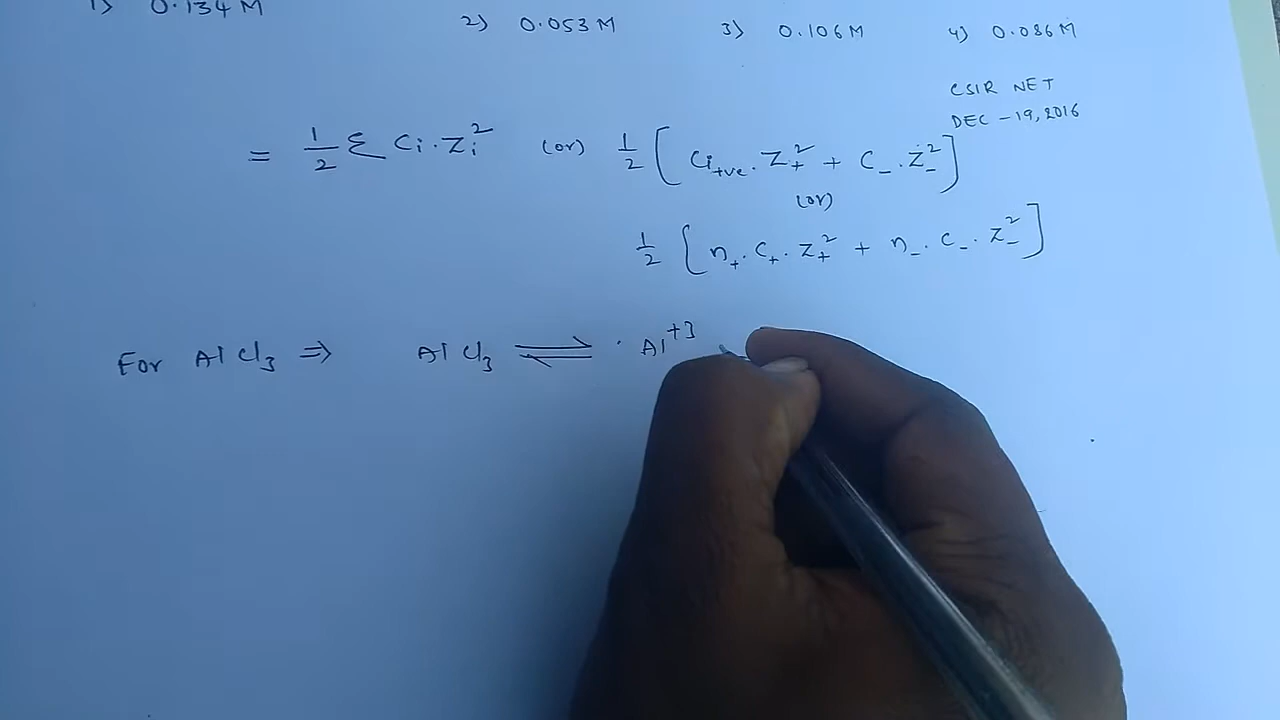 1) 0.134 M
2) 0.053 M 3) 0.106 M 4) 0.086 M
CSIR NET
DEC - 19, 2016
= 1/2 Σ Ci . Zi² (or) 1/2 [ Ci+ve . Z+² + C- . Z-² ]
(or)
1/2 [ n+ . C+ . Z+² + n- . C- . Z-² ]
For AlCl3 ⇒ AlCl3 ⇌ Al+3